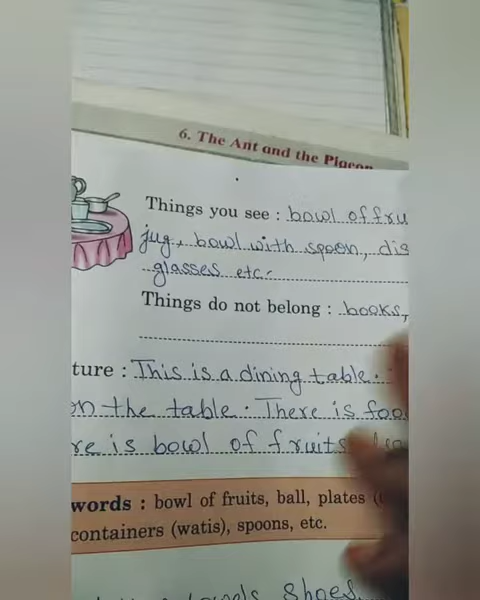 6. The Ant and the Pigeon
Things you see : bowl of fru
jug, bowl with spoon, dis
glasses etc.
Things do not belong : books,
ture : This is a dining table.
on the table. There is foo
re is bowl of fruits
words : bowl of fruits, ball, plates
containers (watis), spoons, etc.
shoes